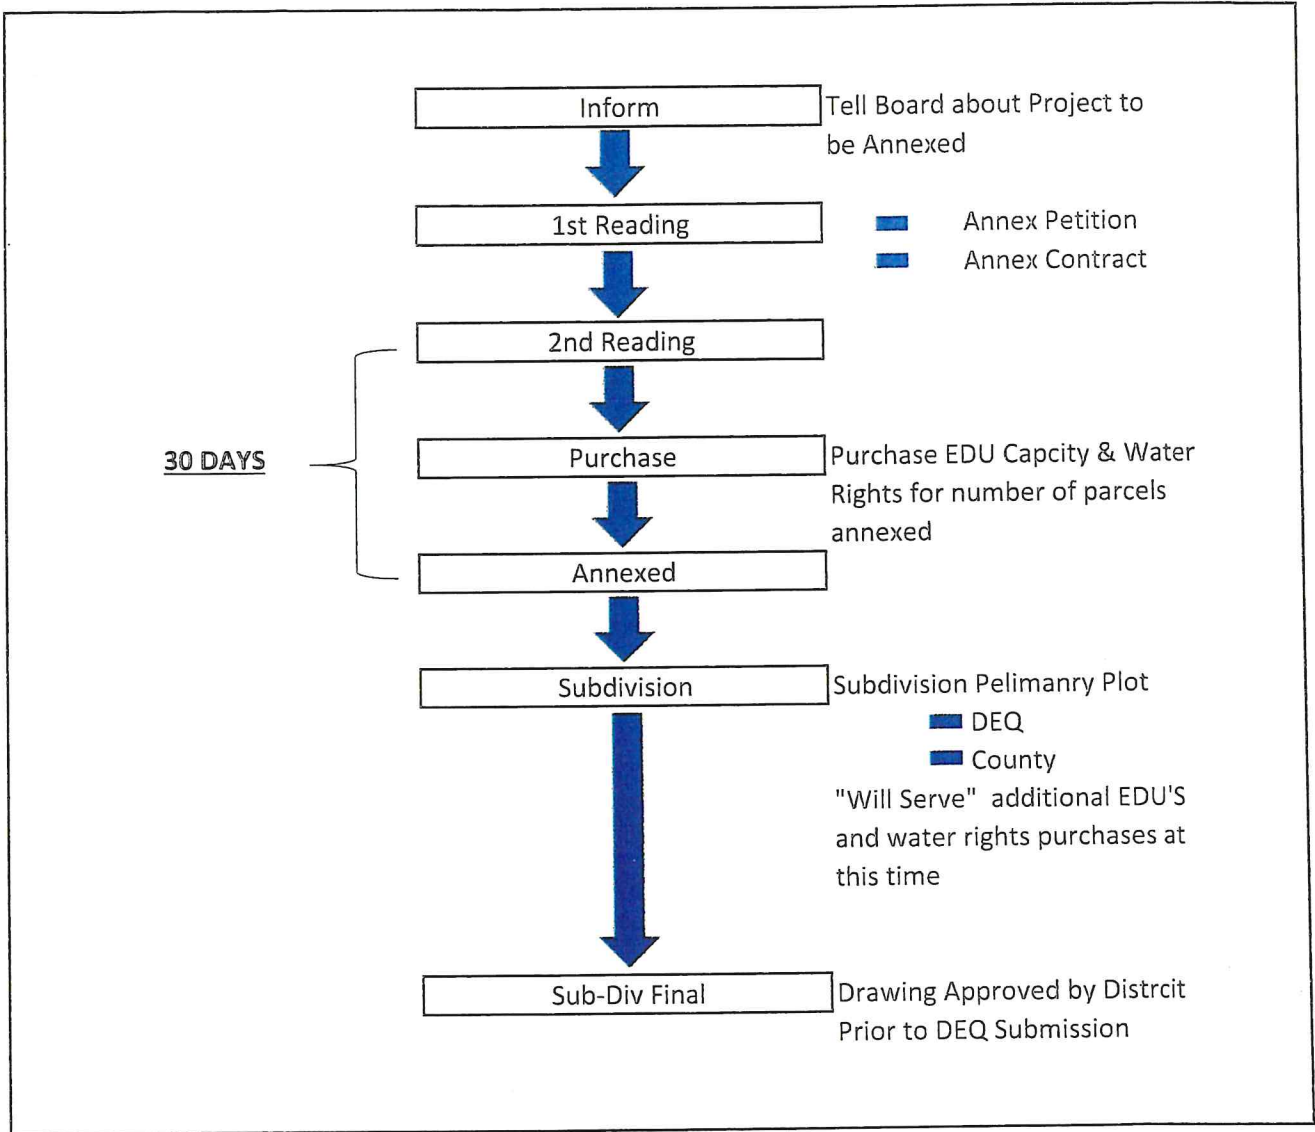 Inform
Tell Board about Project to
be Annexed
1st Reading
Annex Petition
Annex Contract
2nd Reading
30 DAYS
Purchase
Purchase EDU Capcity & Water
Rights for number of parcels
annexed
Annexed
Subdivision
Subdivision Pelimanry Plot
DEQ
County
"Will Serve" additional EDU'S
and water rights purchases at
this time
Sub-Div Final
Drawing Approved by Distrcit
Prior to DEQ Submission